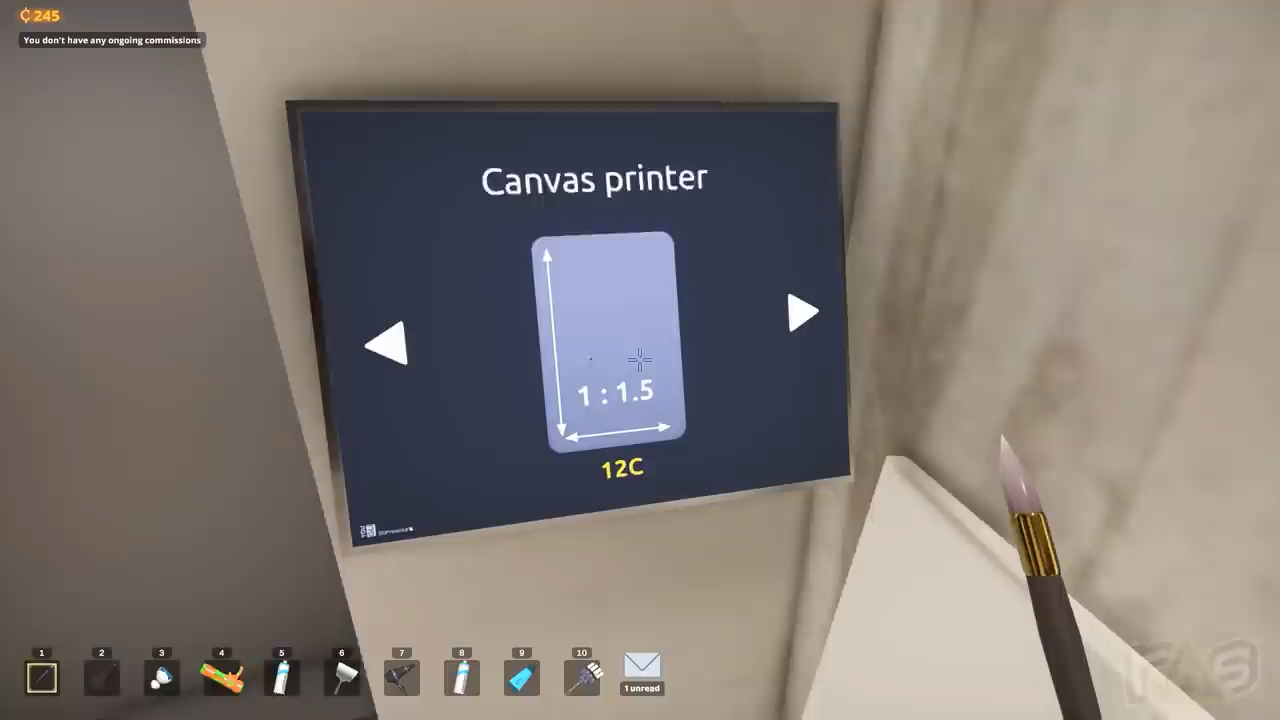 ₵ 245
You don't have any ongoing commissions
Canvas printer
1 : 1.5
12C
1 2 3 4 5 6 7 8 9 10
1 unread